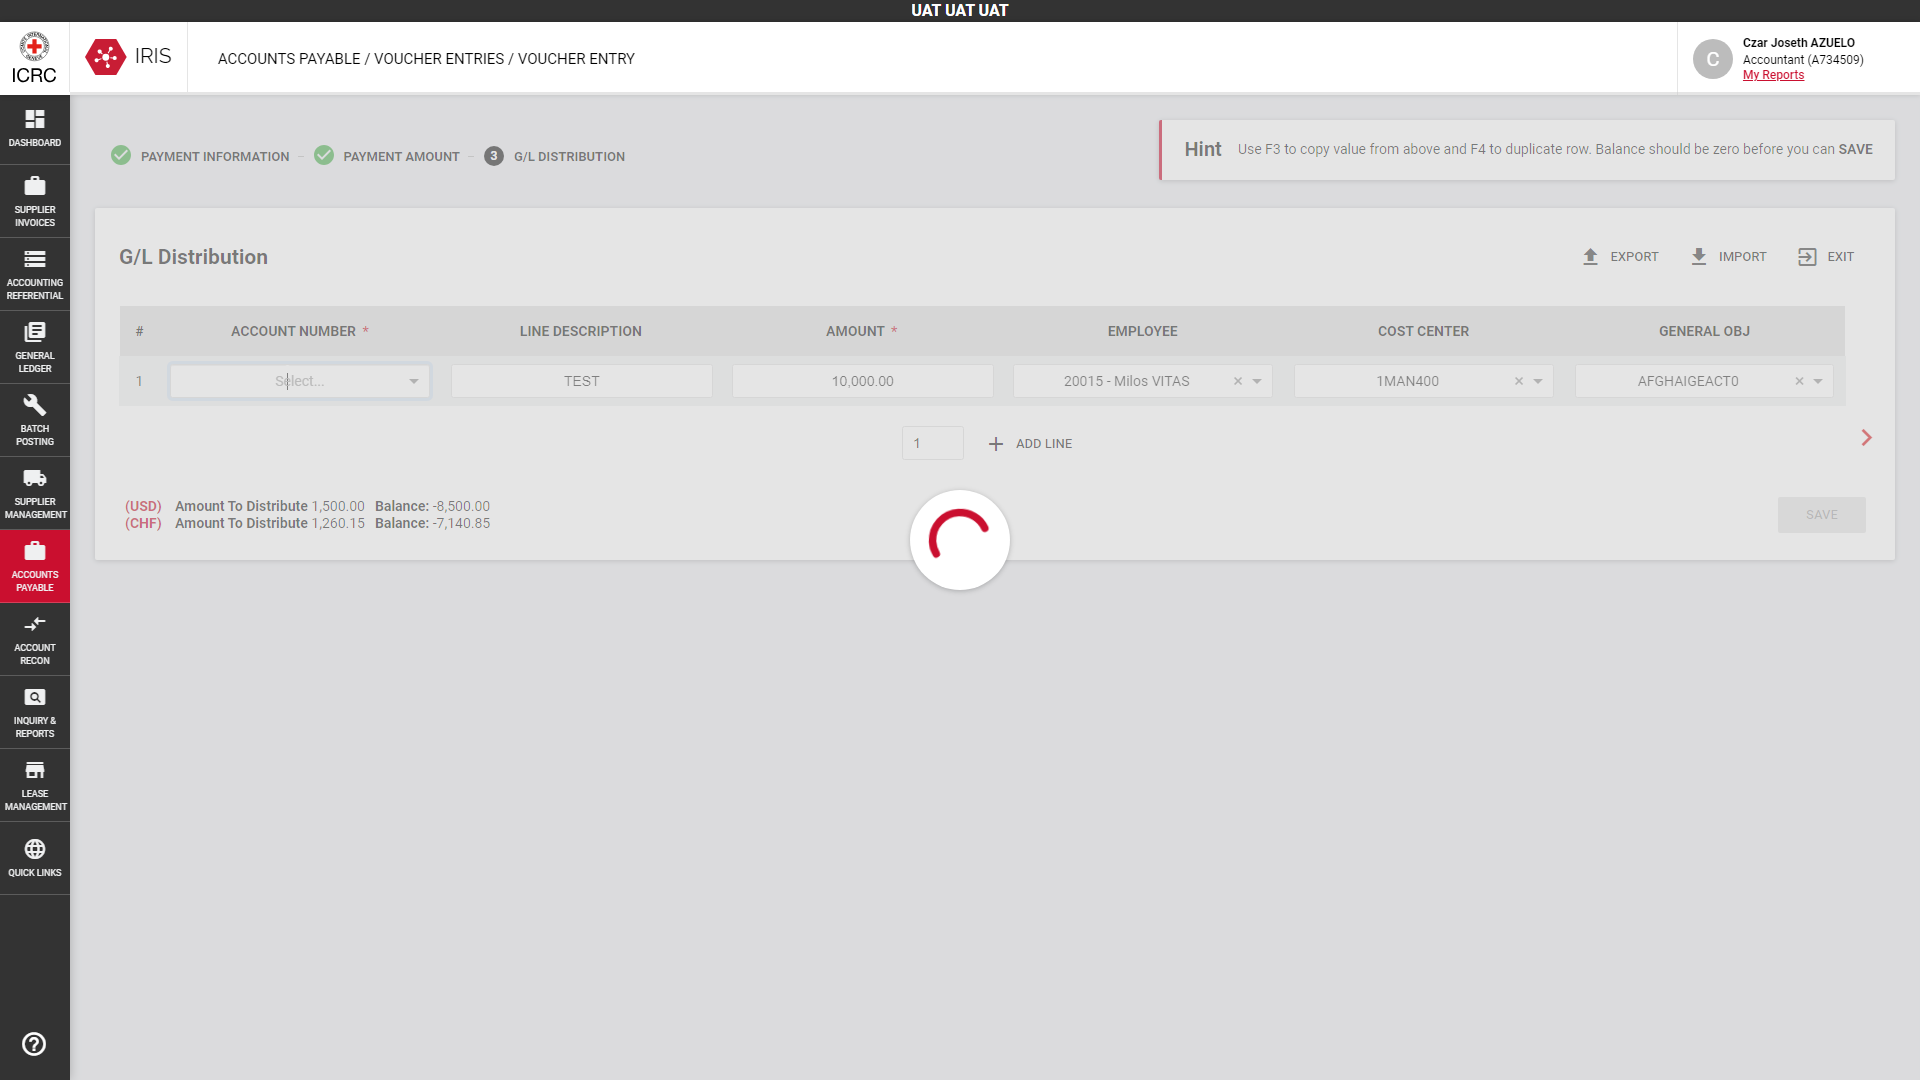 UAT UAT UAT
ICRC
IRIS
ACCOUNTS PAYABLE / VOUCHER ENTRIES / VOUCHER ENTRY
C
Czar Joseth AZUELO
Accountant (A734509)
My Reports
DASHBOARD
SUPPLIER
INVOICES
ACCOUNTING
REFERENTIAL
GENERAL
LEDGER
BATCH
POSTING
SUPPLIER
MANAGEMENT
ACCOUNTS
PAYABLE
ACCOUNT
RECON
INQUIRY &
REPORTS
LEASE
MANAGEMENT
QUICK LINKS
PAYMENT INFORMATION
PAYMENT AMOUNT
3 G/L DISTRIBUTION
Hint Use F3 to copy value from above and F4 to duplicate row. Balance should be zero before you can SAVE
G/L Distribution
EXPORT
IMPORT
EXIT
# ACCOUNT NUMBER * LINE DESCRIPTION AMOUNT * EMPLOYEE COST CENTER GENERAL OBJ
1 Select... TEST 10,000.00 20015 - Milos VITAS 1MAN400 AFGHAIGEACT0
1 ADD LINE
(USD) Amount To Distribute 1,500.00 Balance: -8,500.00
(CHF) Amount To Distribute 1,260.15 Balance: -7,140.85
SAVE